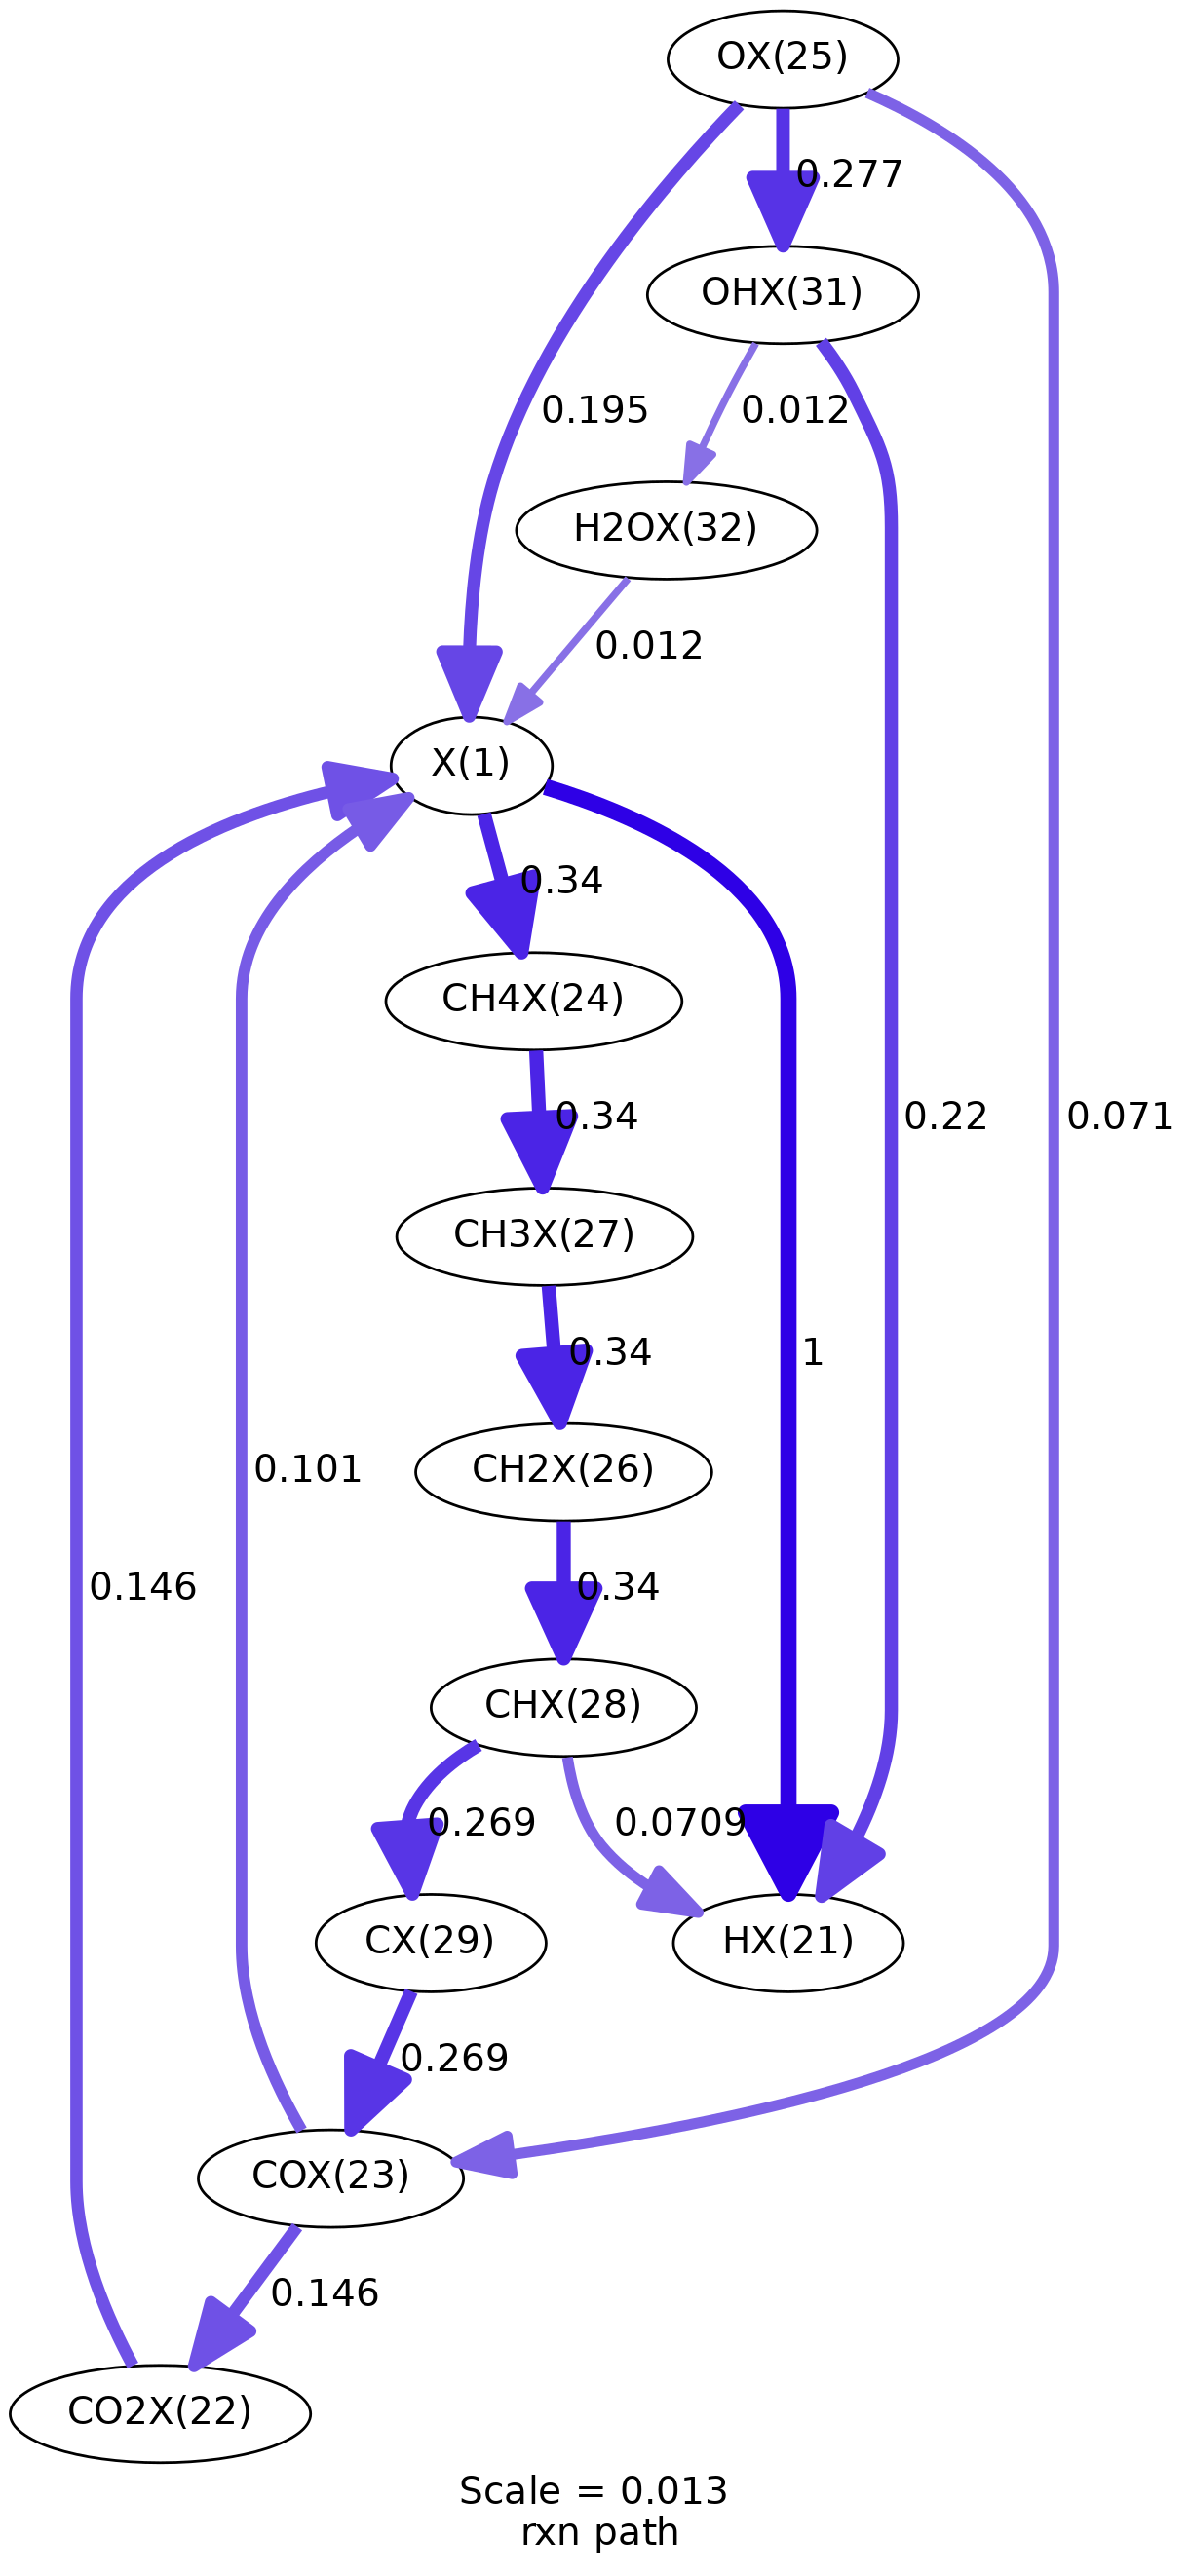 OX(25)
0.277
OHX(31)
0.195
0.012
H2OX(32)
0.012
X(1)
0.34
CH4X(24)
0.34
0.22
0.071
CH3X(27)
0.34
1
CH2X(26)
0.101
0.146
0.34
CHX(28)
0.269
0.0709
CX(29)
HX(21)
0.269
COX(23)
0.146
CO2X(22)
Scale = 0.013
rxn path